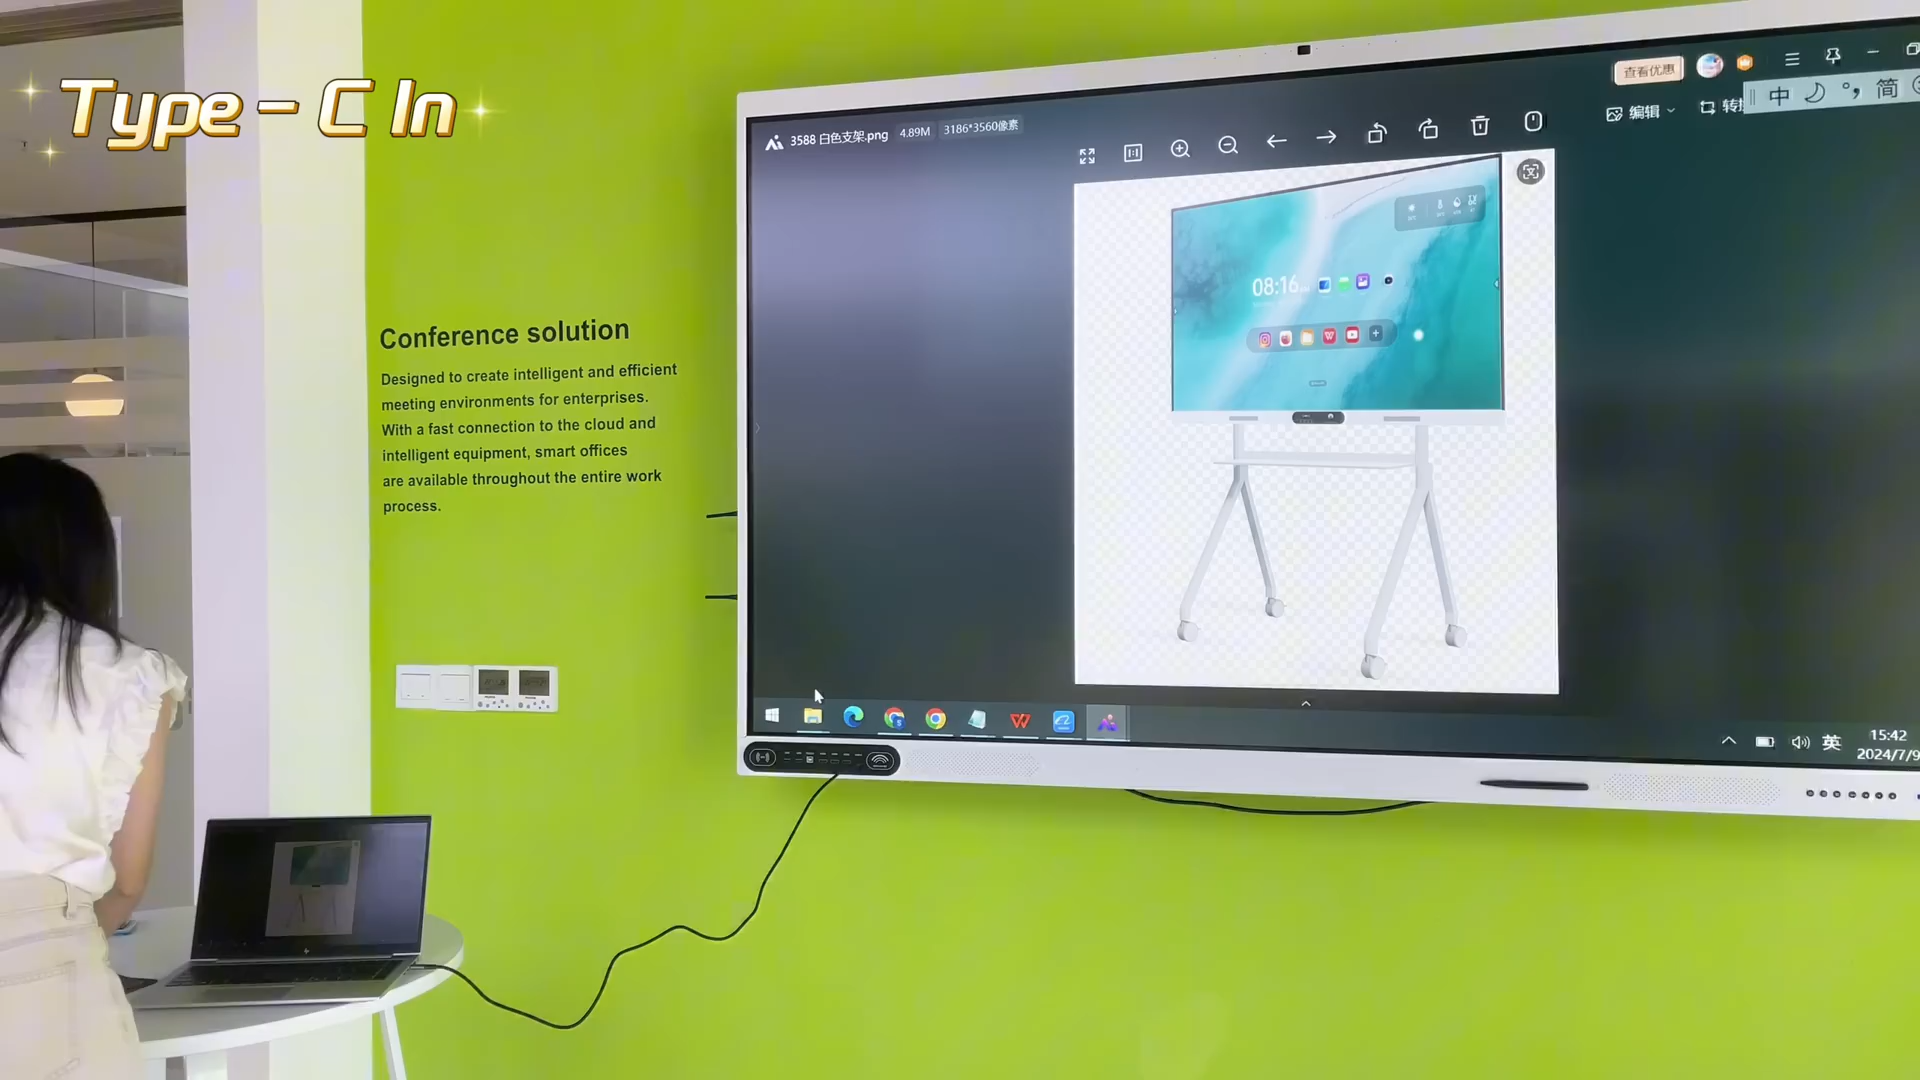 Type - C In
Conference solution
Designed to create intelligent and efficient
meeting environments for enterprises.
With a fast connection to the cloud and
intelligent equipment, smart offices
are available throughout the entire work
process.
3588 白色支架.png 4.89M 3186*3560像素
查看优惠
编辑
中 简
08:16
英
15:42
2024/7/9